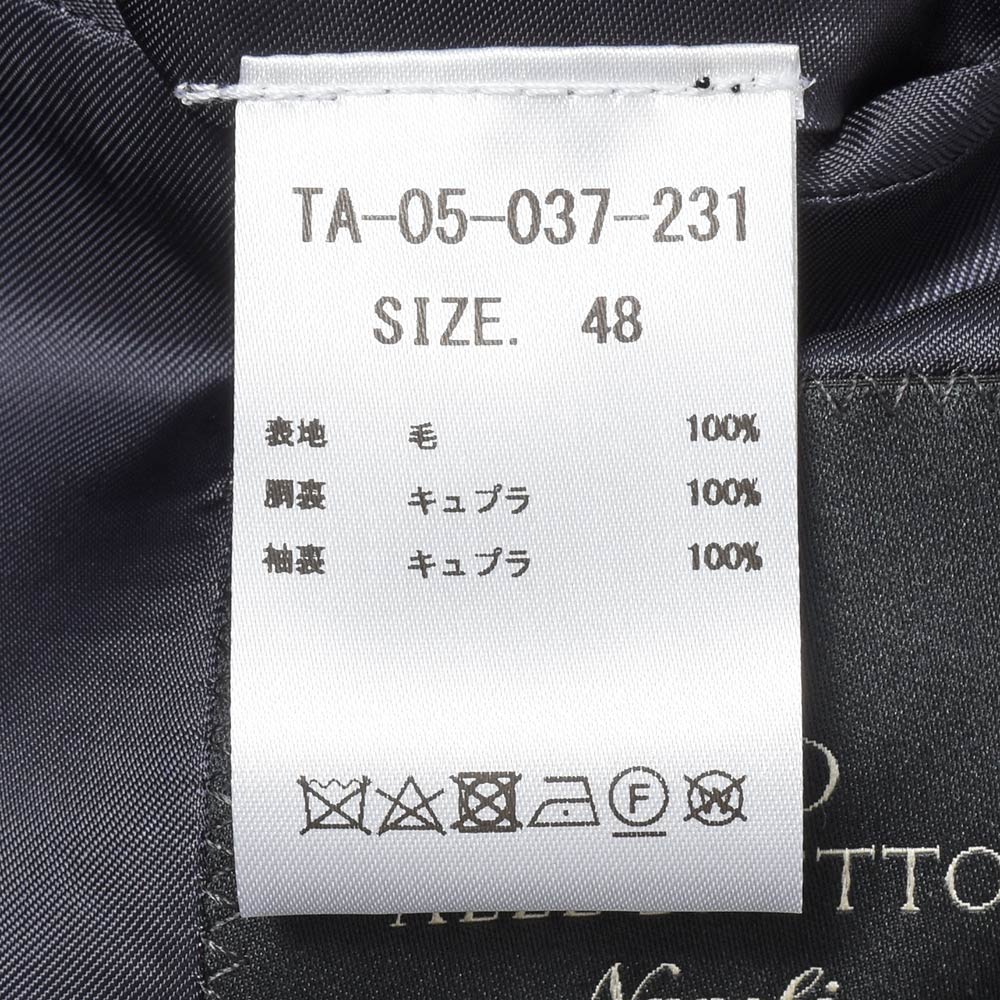 TA-05-037-231
SIZE. 48
表地 毛 100%
胴裏 キュプラ 100%
袖裏 キュプラ 100%
F
W
TTO